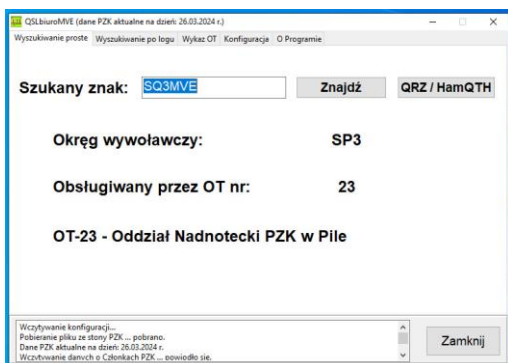 QSLbiuroMVE (dane PZK aktualne na dzień: 26.03.2024 r.)
Wyszukiwanie proste Wyszukiwanie po logu Wykaz OT Konfiguracja O Programie
Szukany znak: SQ3MVE Znajdź QRZ / HamQTH
Okręg wywoławczy: SP3
Obsługiwany przez OT nr: 23
OT-23 - Oddział Nadnotecki PZK w Pile
Wczytywanie konfiguracji...
Pobieranie pliku ze stony PZK ... pobrano.
Dane PZK aktualne na dzień: 26.03.2024 r.
Wczytywanie danych o Członkach PZK ... powiodło się.
Zamknij